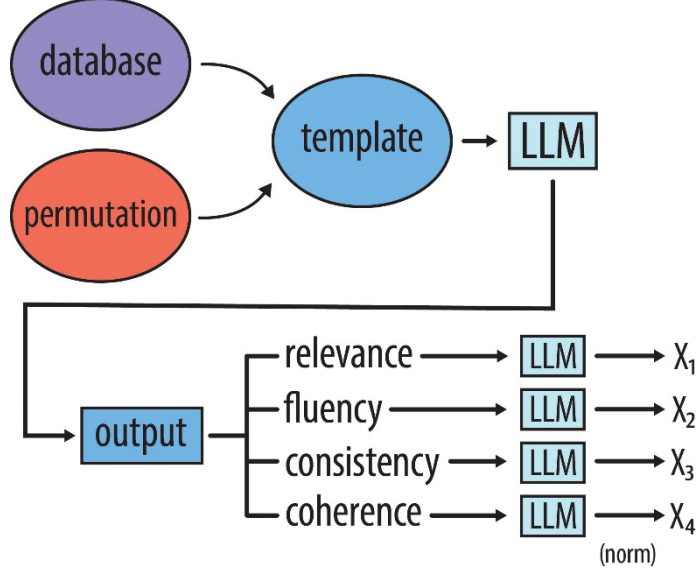 database
permutation
template
LLM
output
relevance LLM X₁
fluency LLM X₂
consistency LLM X₃
coherence LLM X₄
(norm)